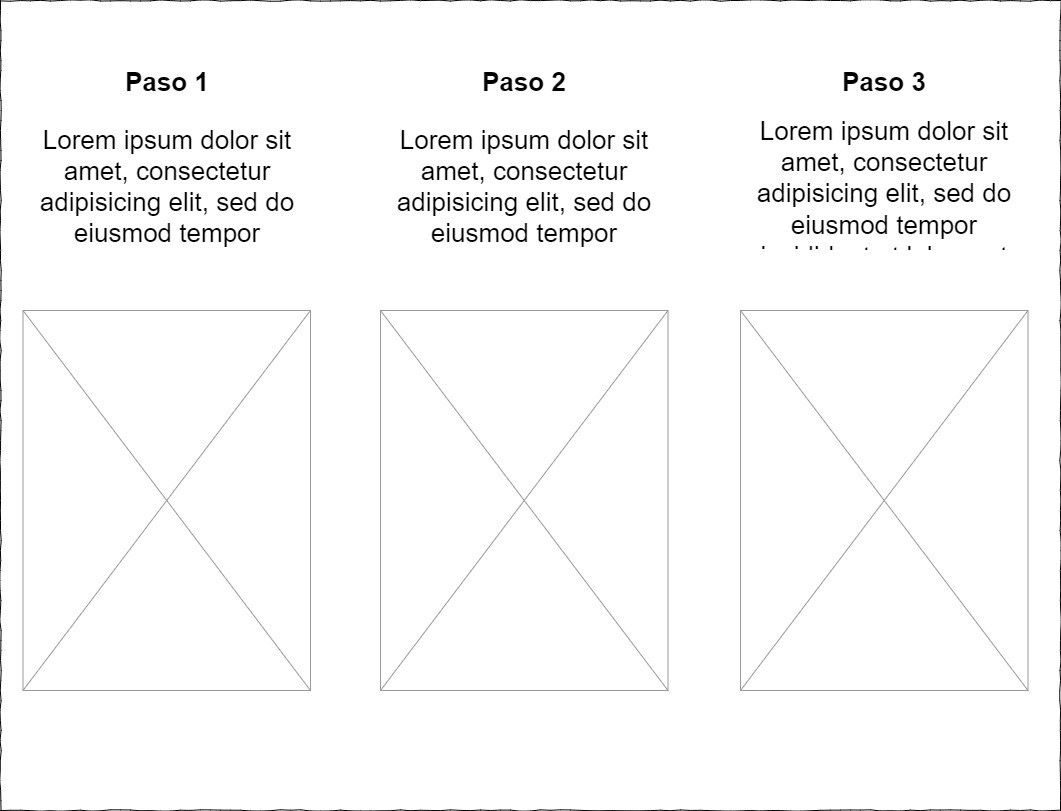 Paso 1
Lorem ipsum dolor sit
amet, consectetur
adipisicing elit, sed do
eiusmod tempor
Paso 2
Lorem ipsum dolor sit
amet, consectetur
adipisicing elit, sed do
eiusmod tempor
Paso 3
Lorem ipsum dolor sit
amet, consectetur
adipisicing elit, sed do
eiusmod tempor